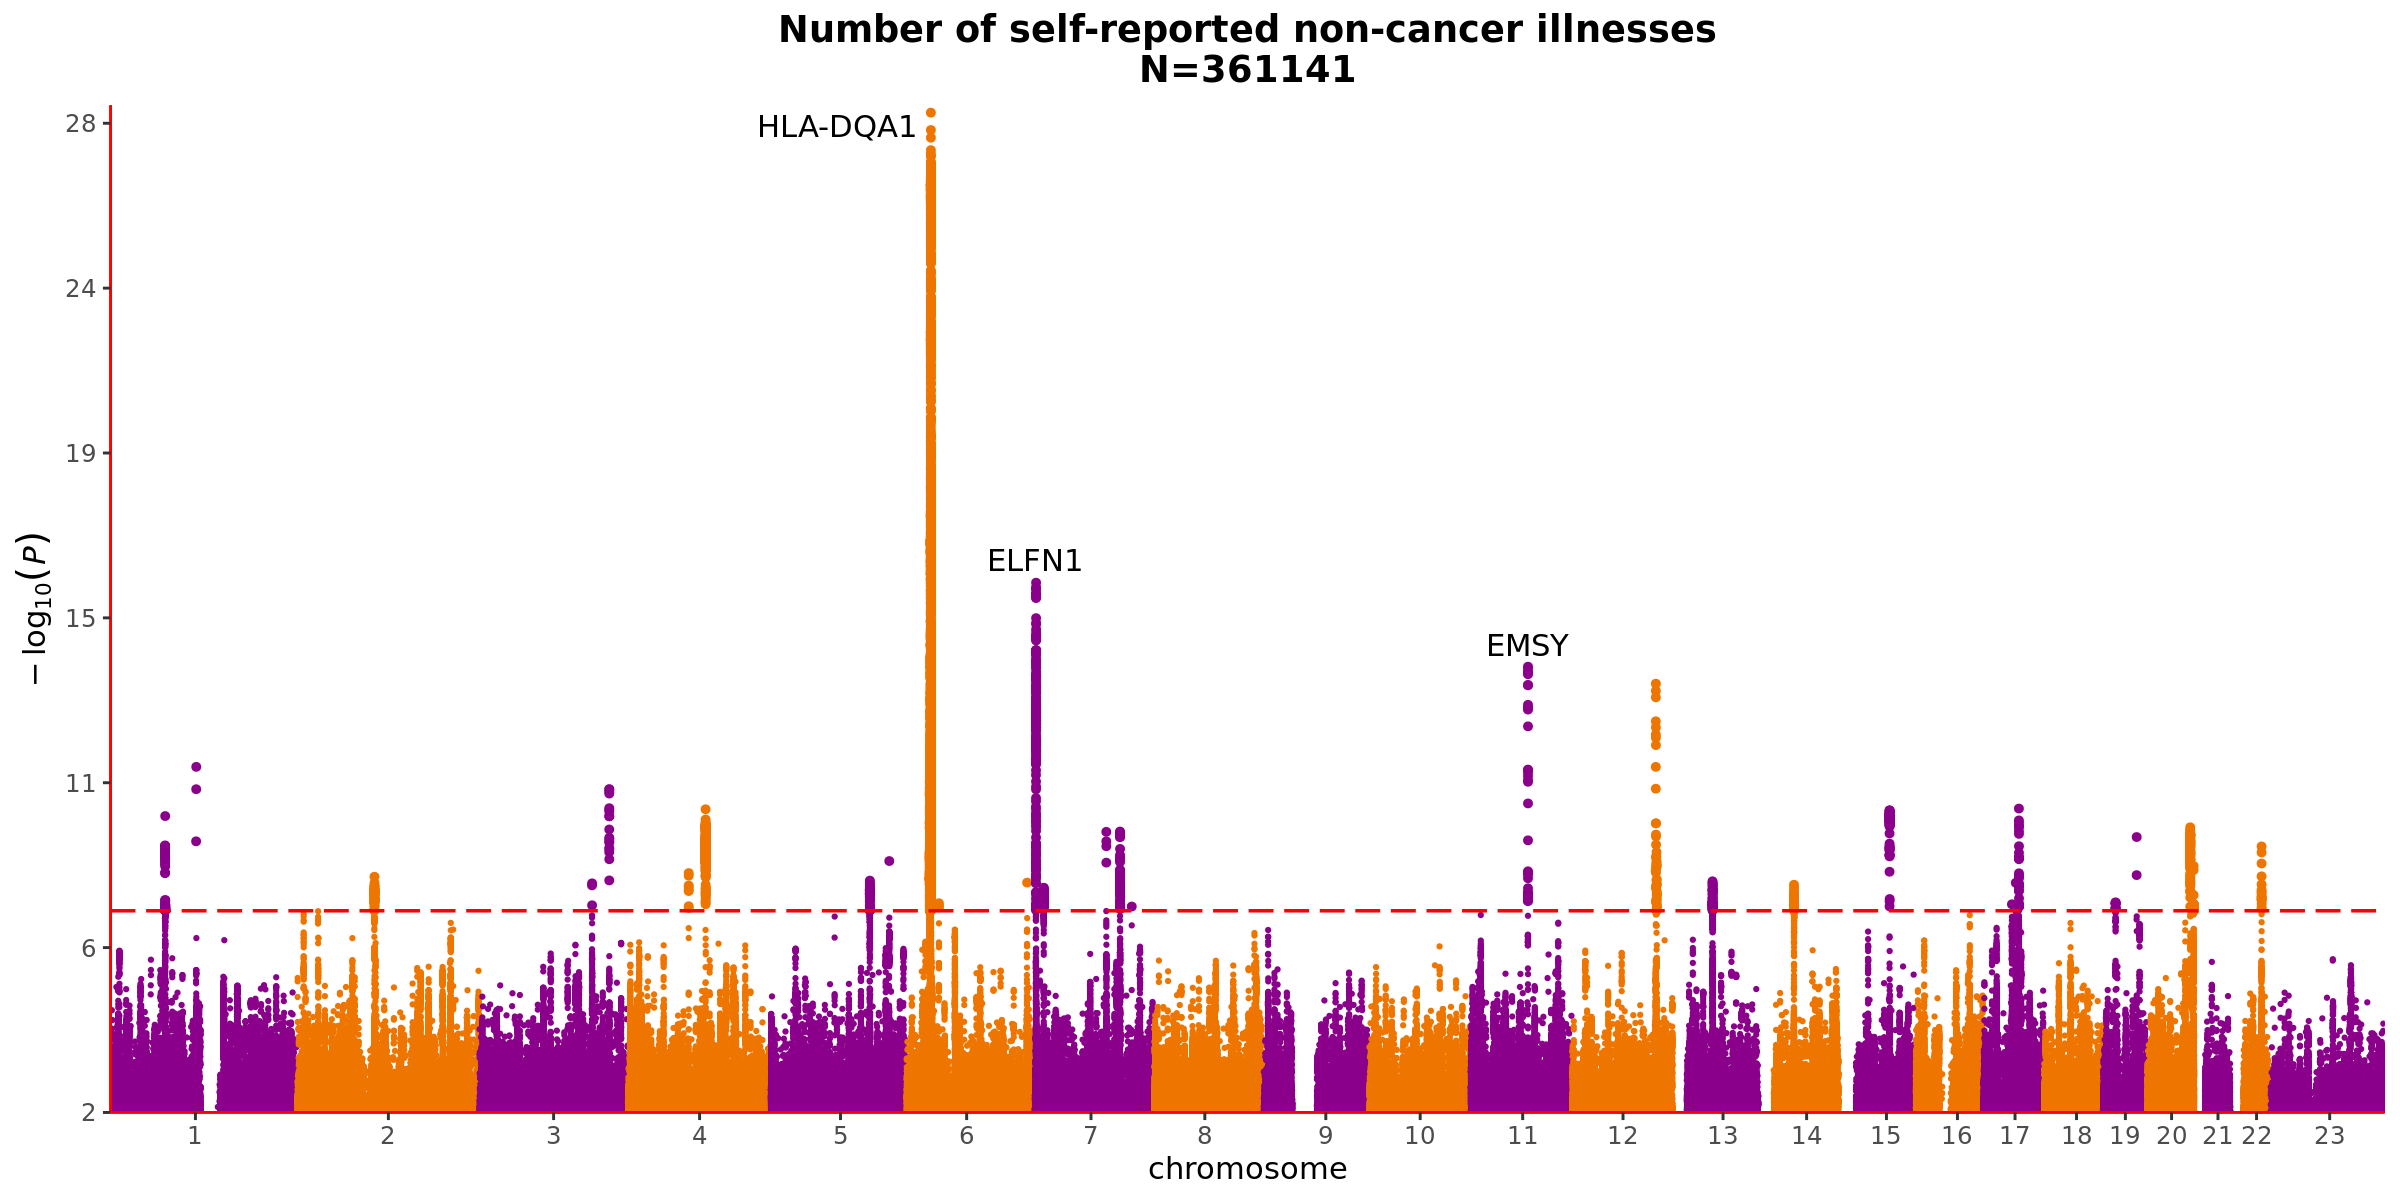 Number of self-reported non-cancer illnesses
N=361141
HLA-DQA1
ELFN1
EMSY
28
24
19
15
11
6
2
−log10(P)
1 2 3 4 5 6 7 8 9 10 11 12 13 14 15 16 17 18 19 20 21 22 23
chromosome